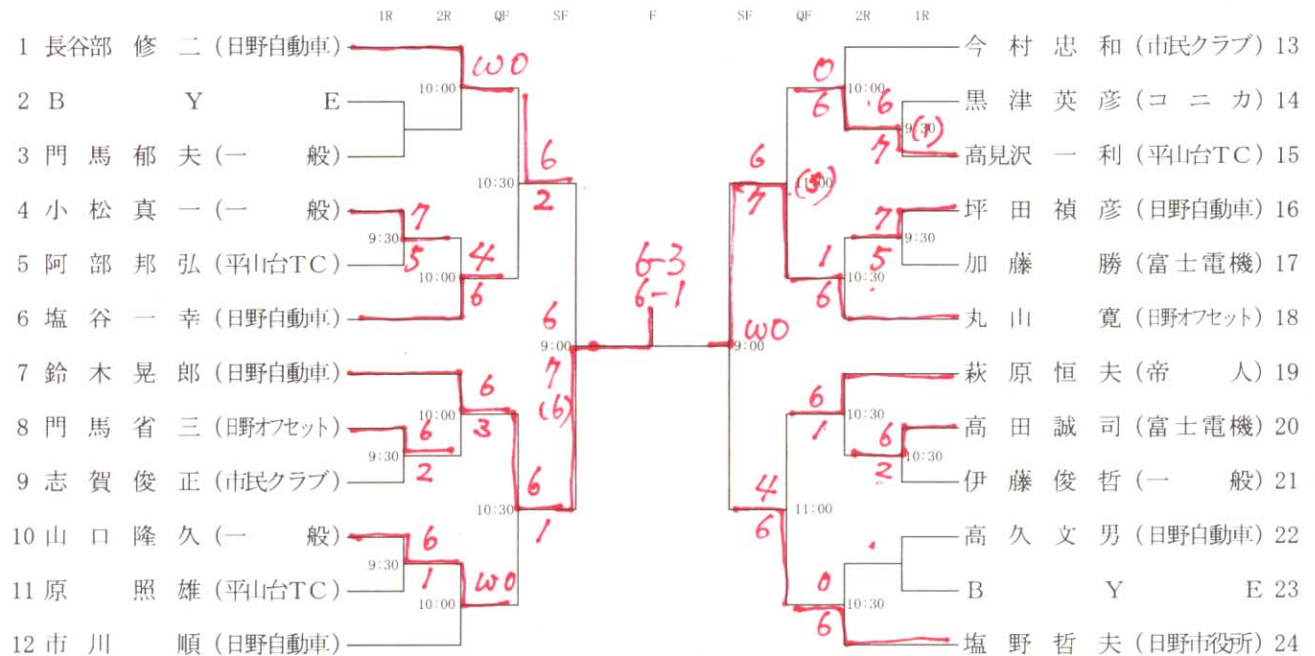 1R 2R QF SF F SF QF 2R 1R
1 長谷部 修 二 (日野自動車)
2 B Y E
3 門 馬 郁 夫 (一 般)
4 小 松 真 一 (一 般)
5 阿 部 邦 弘 (平山台TC)
6 塩 谷 一 幸 (日野自動車)
7 鈴 木 晃 郎 (日野自動車)
8 門 馬 省 三 (日野オフセット)
9 志 賀 俊 正 (市民クラブ)
10 山 口 隆 久 (一 般)
11 原 照 雄 (平山台TC)
12 市 川 順 (日野自動車)
10:00 WO
9:30 7 5
10:00 4 6
10:30 6 2
10:00 6 3
9:30 6 2
9:30 6 1
10:00 WO
10:30 6 1
9:00 6 7 (6)
6-3
6-1
今 村 忠 和 (市民クラブ) 13
黒 津 英 彦 (コ ニ カ) 14
高見沢 一 利 (平山台TC) 15
坪 田 禎 彦 (日野自動車) 16
加 藤 勝 (富士電機) 17
丸 山 寛 (日野オフセット) 18
萩 原 恒 夫 (帝 人) 19
高 田 誠 司 (富士電機) 20
伊 藤 俊 哲 (一 般) 21
高 久 文 男 (日野自動車) 22
B Y E 23
塩 野 哲 夫 (日野市役所) 24
10:00 0 6
9:30 6 7 (1)
11:00 6 7 (5)
9:30 7 5
10:30 1 6
9:00 WO
10:30 6 1
10:30 6 2
11:00 4 6
10:30 0 6